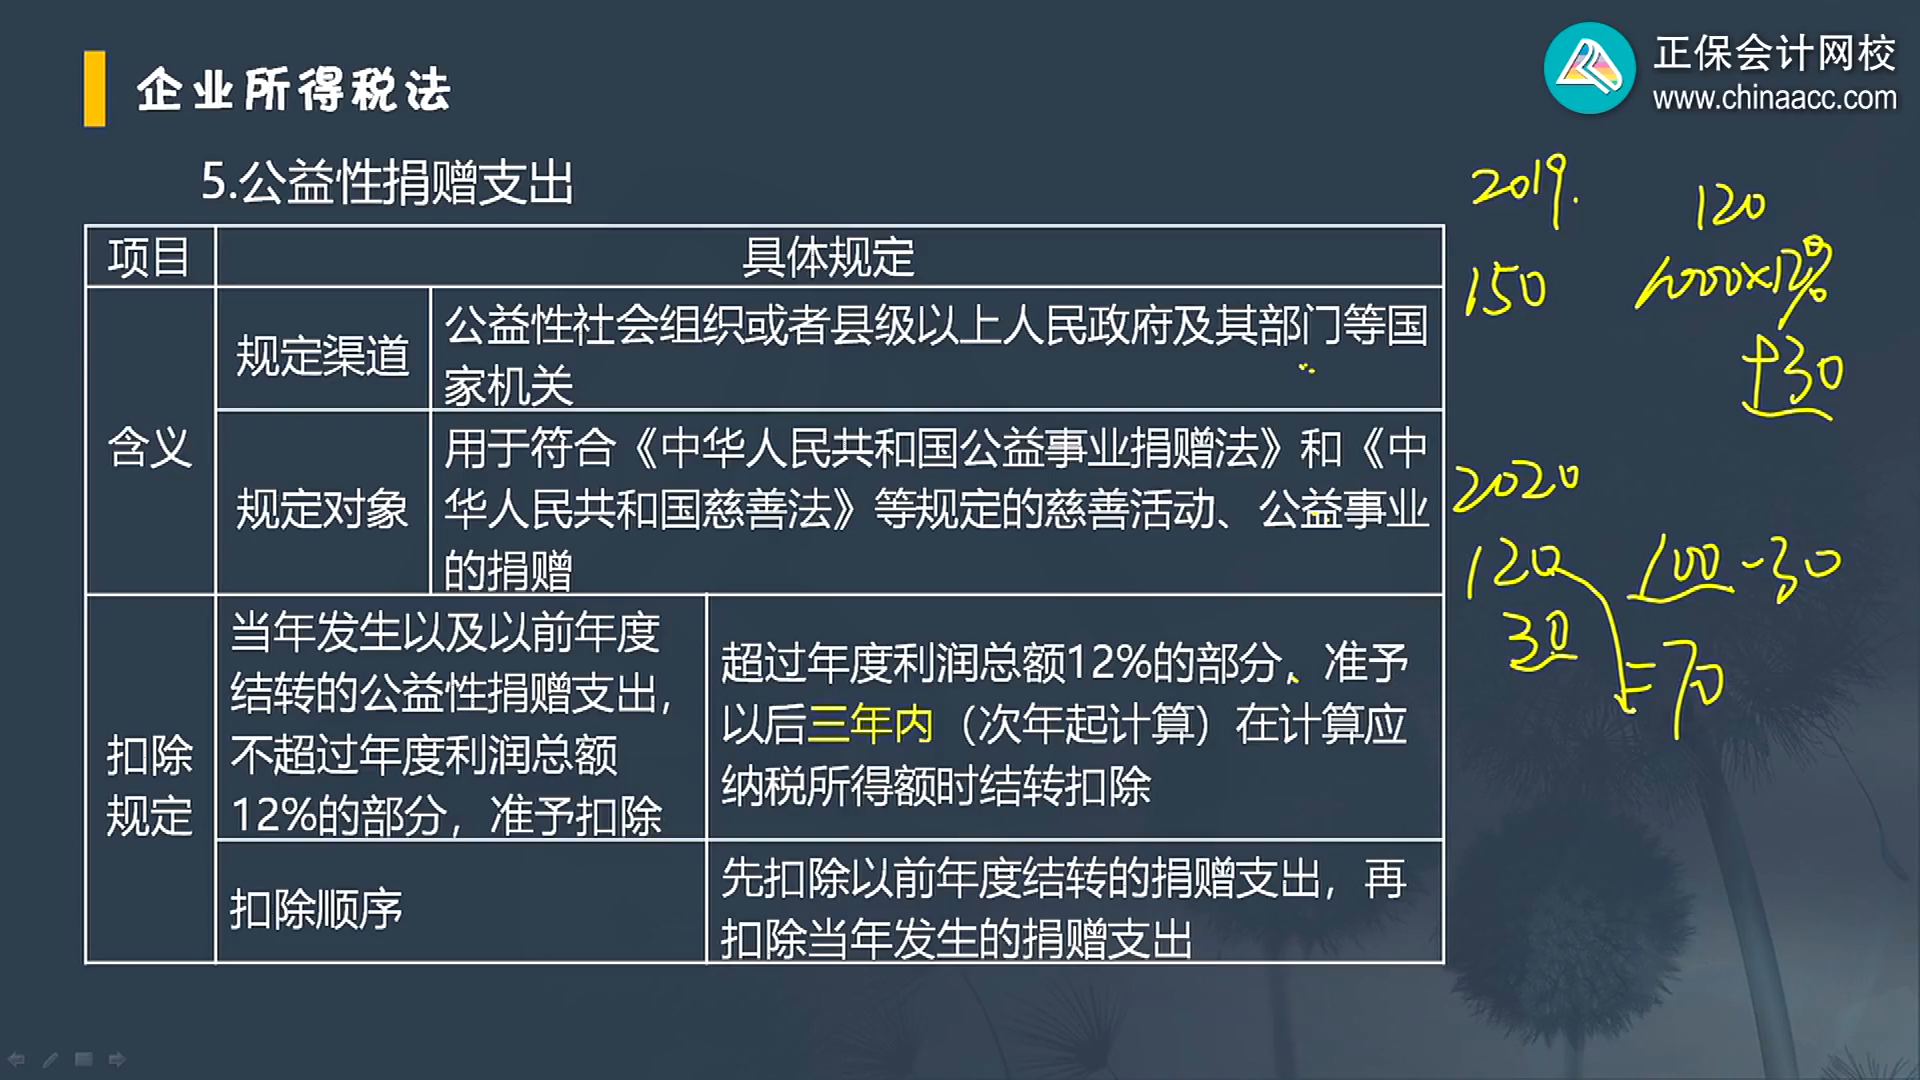 企业所得税法
正保会计网校
www.chinaacc.com
5.公益性捐赠支出
项目
具体规定
含义
规定渠道
公益性社会组织或者县级以上人民政府及其部门等国
家机关
规定对象
用于符合《中华人民共和国公益事业捐赠法》和《中
华人民共和国慈善法》等规定的慈善活动、公益事业
的捐赠
扣除
规定
当年发生以及以前年度
结转的公益性捐赠支出，
不超过年度利润总额
12%的部分，准予扣除
超过年度利润总额12%的部分，准予
以后三年内（次年起计算）在计算应
纳税所得额时结转扣除
扣除顺序
先扣除以前年度结转的捐赠支出，再
扣除当年发生的捐赠支出
2019.
120
150
1000×12%
+30
2020
120
100-30
30
=70